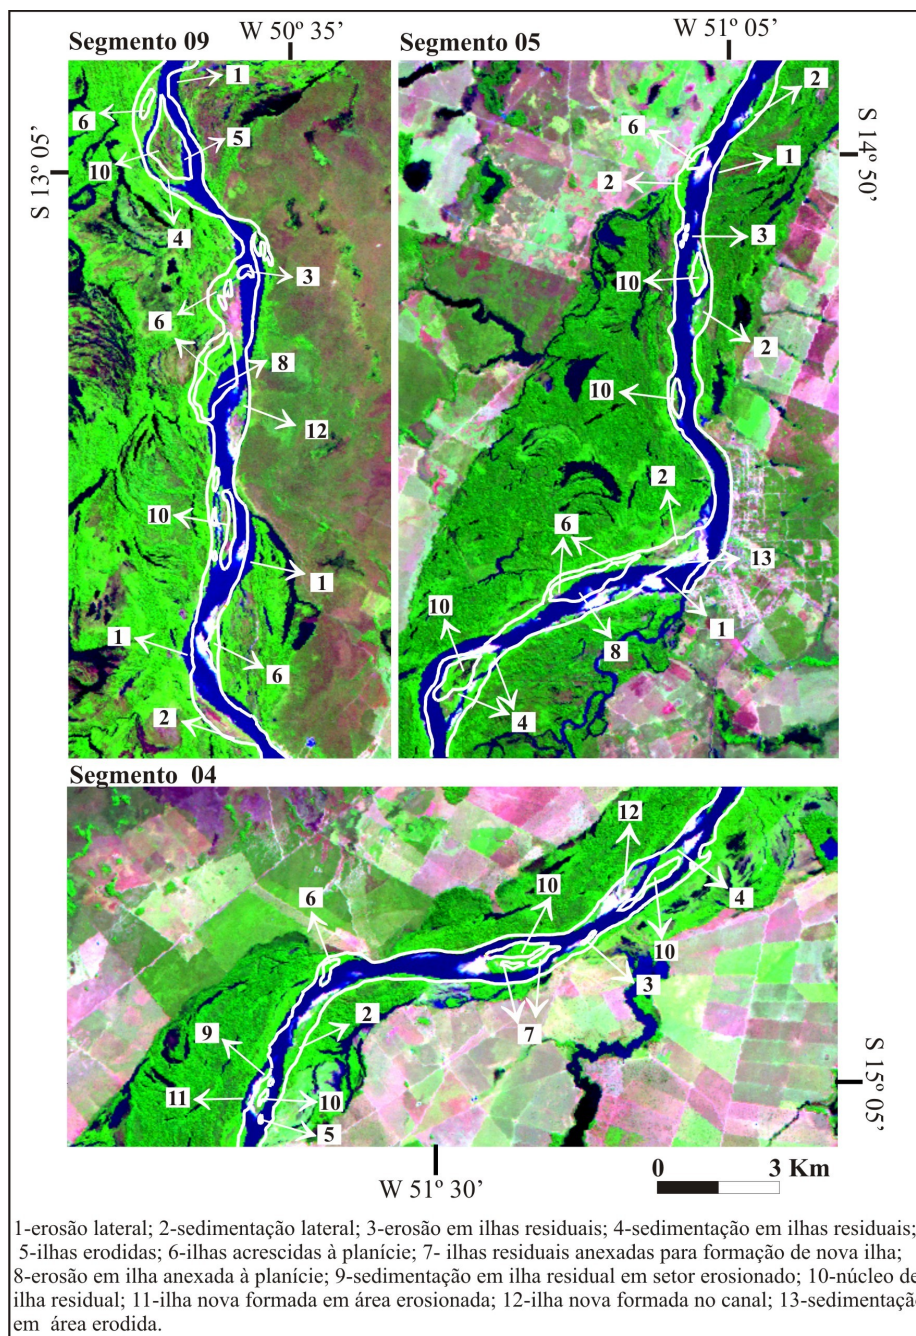 Segmento 09
W 50º 35’
Segmento 05
W 51º 05’
S 13º 05’
S 14º 50’
1
6
5
10
4
3
6
8
12
10
1
1
6
2
2
6
1
2
3
10
2
10
2
6
13
10
1
8
4
Segmento 04
12
6
10
4
10
3
2
7
9
11
10
5
S 15º 05’
W 51º 30’
0 3 Km
1-erosão lateral; 2-sedimentação lateral; 3-erosão em ilhas residuais; 4-sedimentação em ilhas residuais;
5-ilhas erodidas; 6-ilhas acrescidas à planície; 7- ilhas residuais anexadas para formação de nova ilha;
8-erosão em ilha anexada à planície; 9-sedimentação em ilha residual em setor erosionado; 10-núcleo de
ilha residual; 11-ilha nova formada em área erosionada; 12-ilha nova formada no canal; 13-sedimentação
em área erodida.